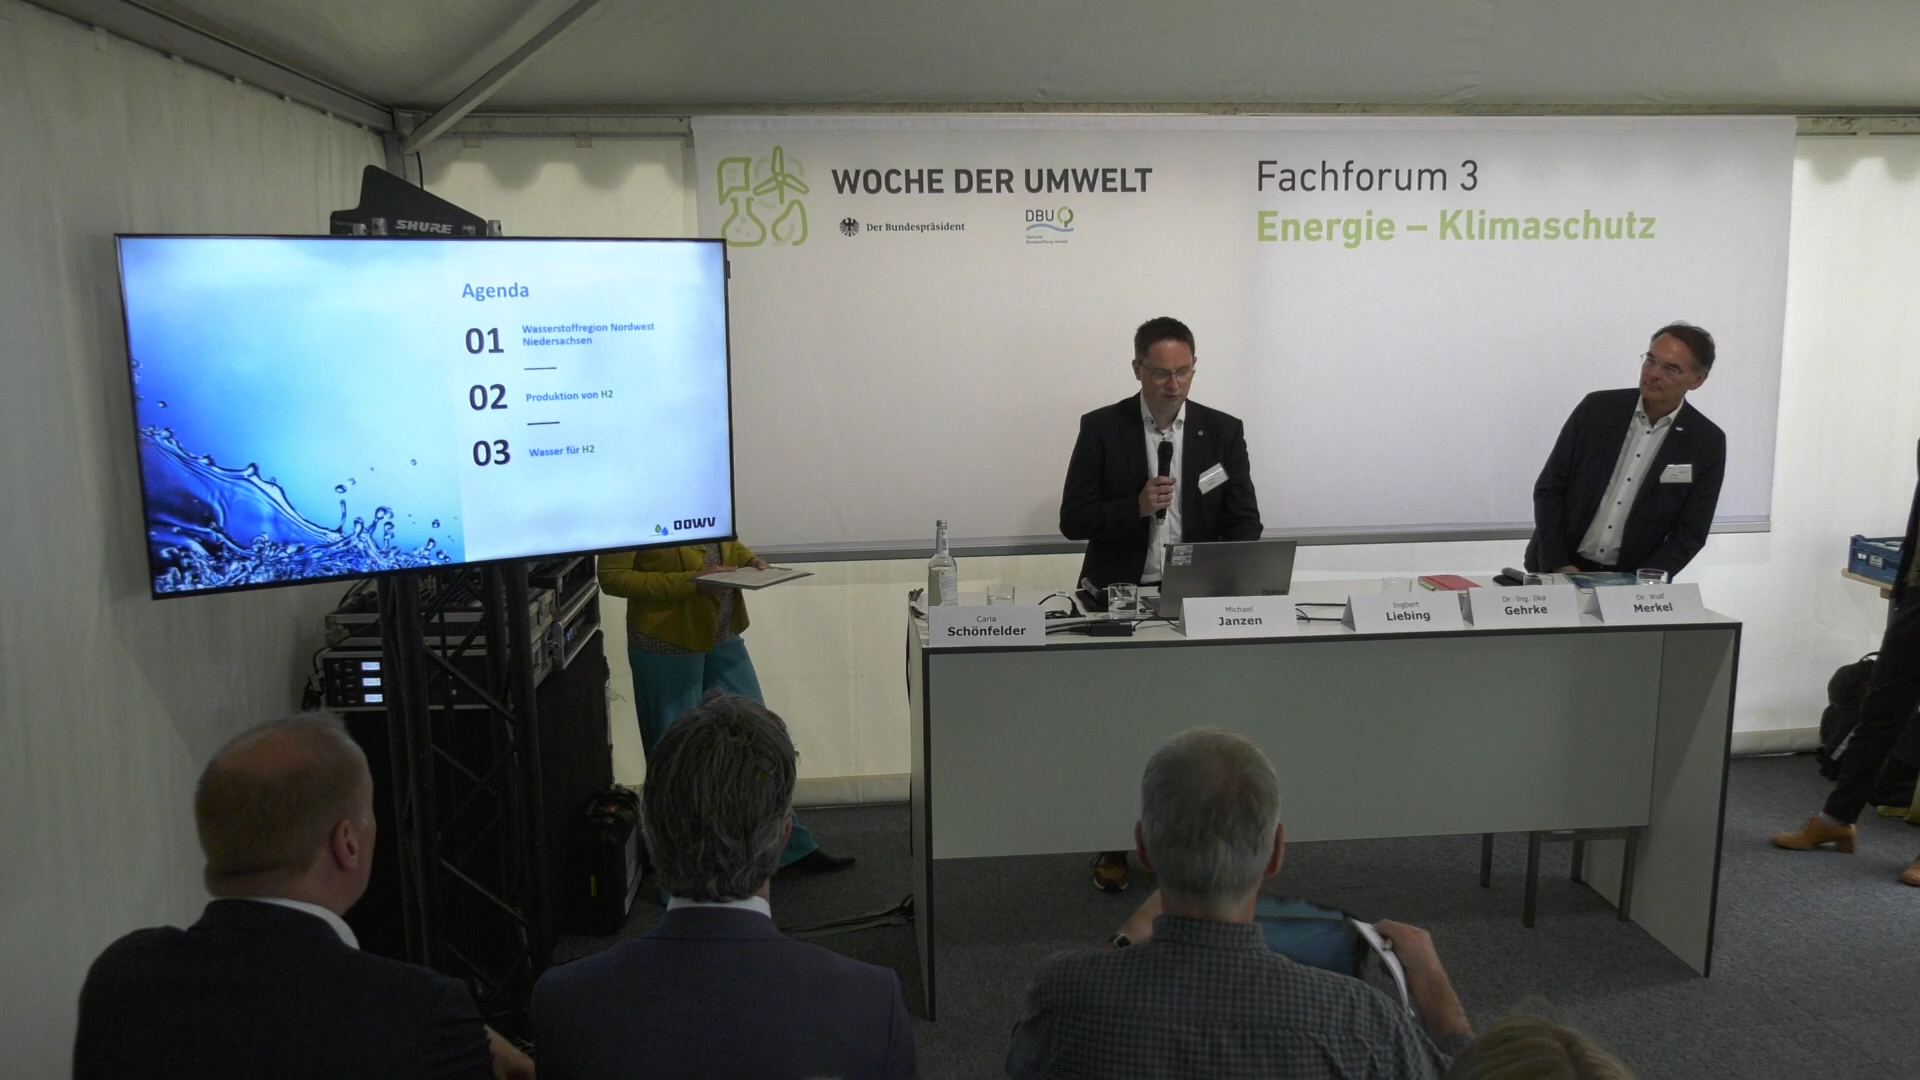 WOCHE DER UMWELT
Der Bundespräsident
DBU
Fachforum 3
Energie – Klimaschutz
SHURE
Agenda
01
Wasserstoffregion Nordwest
Niedersachsen
02
Produktion von H2
03
Wasser für H2
OOWV
Carla
Schönfelder
Michael
Janzen
Ingbert
Liebing
Dr.-Ing. Ilka
Gehrke
Dr. Wolf
Merkel